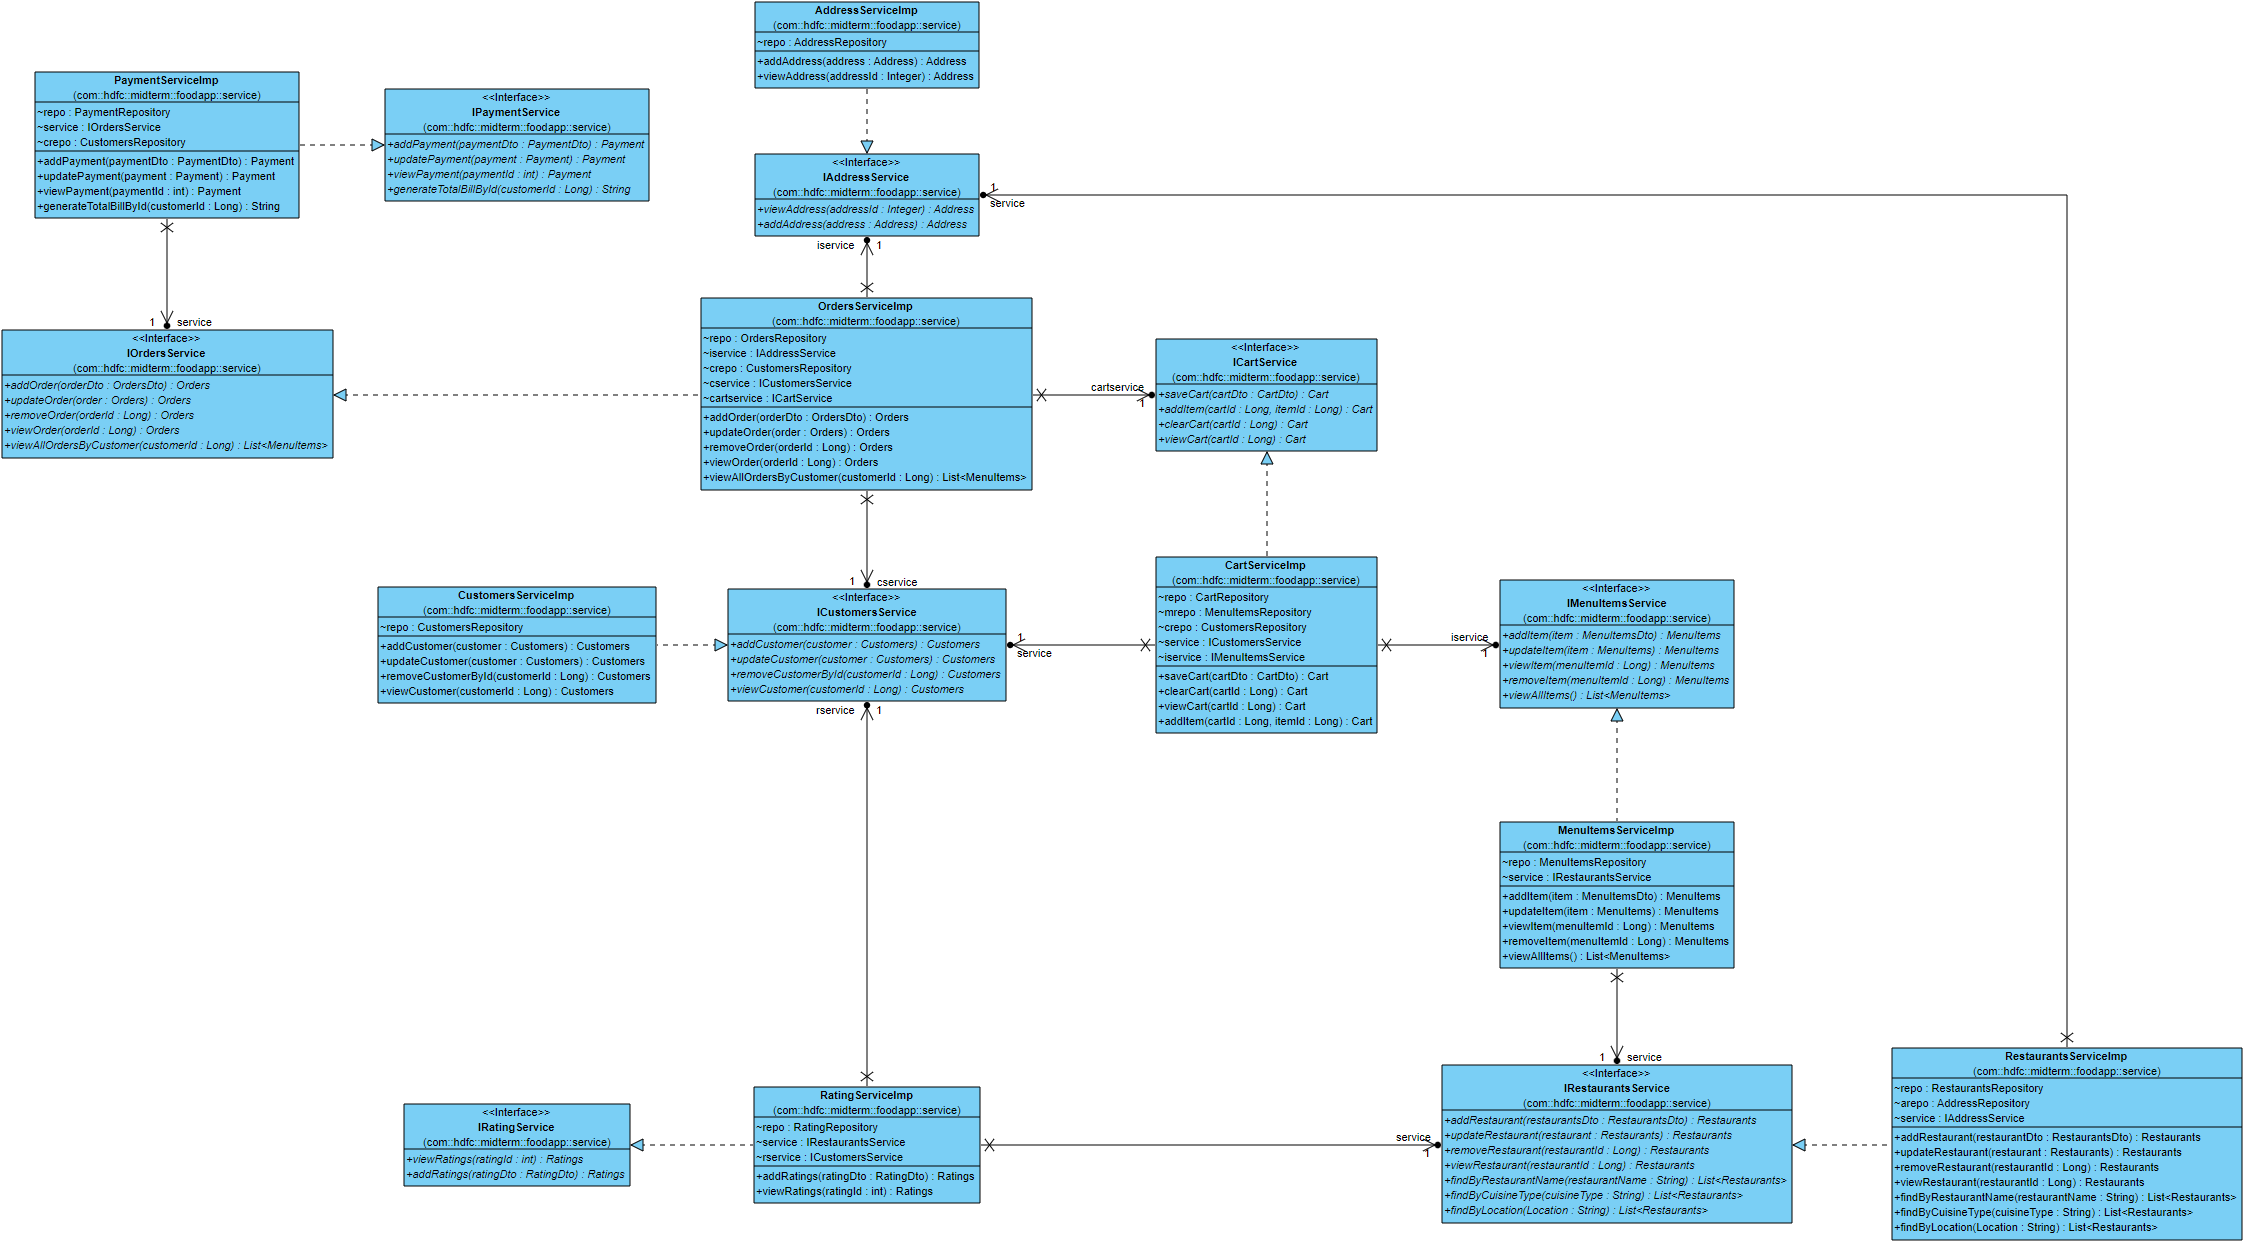 AddressServiceImp
(com::hdfc::midterm::foodapp::service)
~repo : AddressRepository
+addAddress(address : Address) : Address
+viewAddress(addressId : Integer) : Address
PaymentServiceImp
(com::hdfc::midterm::foodapp::service)
~repo : PaymentRepository
~service : IOrdersService
~crepo : CustomersRepository
+addPayment(paymentDto : PaymentDto) : Payment
+updatePayment(payment : Payment) : Payment
+viewPayment(paymentId : int) : Payment
+generateTotalBillById(customerId : Long) : String
<<Interface>>
IPaymentService
(com::hdfc::midterm::foodapp::service)
+addPayment(paymentDto : PaymentDto) : Payment
+updatePayment(payment : Payment) : Payment
+viewPayment(paymentId : int) : Payment
+generateTotalBillById(customerId : Long) : String
<<Interface>>
IAddressService
(com::hdfc::midterm::foodapp::service)
+viewAddress(addressId : Integer) : Address
+addAddress(address : Address) : Address
1
service
iservice 1
1 service
<<Interface>>
IOrdersService
(com::hdfc::midterm::foodapp::service)
+addOrder(orderDto : OrdersDto) : Orders
+updateOrder(order : Orders) : Orders
+removeOrder(orderId : Long) : Orders
+viewOrder(orderId : Long) : Orders
+viewAllOrdersByCustomer(customerId : Long) : List<MenuItems>
OrdersServiceImp
(com::hdfc::midterm::foodapp::service)
~repo : OrdersRepository
~iservice : IAddressService
~crepo : CustomersRepository
~cservice : ICustomersService
~cartservice : ICartService
+addOrder(orderDto : OrdersDto) : Orders
+updateOrder(order : Orders) : Orders
+removeOrder(orderId : Long) : Orders
+viewOrder(orderId : Long) : Orders
+viewAllOrdersByCustomer(customerId : Long) : List<MenuItems>
cartservice
1
<<Interface>>
ICartService
(com::hdfc::midterm::foodapp::service)
+saveCart(cartDto : CartDto) : Cart
+addItem(cartId : Long, itemId : Long) : Cart
+clearCart(cartId : Long) : Cart
+viewCart(cartId : Long) : Cart
1 cservice
CustomersServiceImp
(com::hdfc::midterm::foodapp::service)
~repo : CustomersRepository
+addCustomer(customer : Customers) : Customers
+updateCustomer(customer : Customers) : Customers
+removeCustomerById(customerId : Long) : Customers
+viewCustomer(customerId : Long) : Customers
<<Interface>>
ICustomersService
(com::hdfc::midterm::foodapp::service)
+addCustomer(customer : Customers) : Customers
+updateCustomer(customer : Customers) : Customers
+removeCustomerById(customerId : Long) : Customers
+viewCustomer(customerId : Long) : Customers
1
service
rservice 1
CartServiceImp
(com::hdfc::midterm::foodapp::service)
~repo : CartRepository
~mrepo : MenuItemsRepository
~crepo : CustomersRepository
~service : ICustomersService
~iservice : IMenuItemsService
+saveCart(cartDto : CartDto) : Cart
+clearCart(cartId : Long) : Cart
+viewCart(cartId : Long) : Cart
+addItem(cartId : Long, itemId : Long) : Cart
iservice
1
<<Interface>>
IMenuItemsService
(com::hdfc::midterm::foodapp::service)
+addItem(item : MenuItemsDto) : MenuItems
+updateItem(item : MenuItems) : MenuItems
+viewItem(menuItemId : Long) : MenuItems
+removeItem(menuItemId : Long) : MenuItems
+viewAllItems() : List<MenuItems>
MenuItemsServiceImp
(com::hdfc::midterm::foodapp::service)
~repo : MenuItemsRepository
~service : IRestaurantsService
+addItem(item : MenuItemsDto) : MenuItems
+updateItem(item : MenuItems) : MenuItems
+viewItem(menuItemId : Long) : MenuItems
+removeItem(menuItemId : Long) : MenuItems
+viewAllItems() : List<MenuItems>
1 service
<<Interface>>
IRatingService
(com::hdfc::midterm::foodapp::service)
+viewRatings(ratingId : int) : Ratings
+addRatings(ratingDto : RatingDto) : Ratings
RatingServiceImp
(com::hdfc::midterm::foodapp::service)
~repo : RatingRepository
~service : IRestaurantsService
~rservice : ICustomersService
+addRatings(ratingDto : RatingDto) : Ratings
+viewRatings(ratingId : int) : Ratings
service
1
<<Interface>>
IRestaurantsService
(com::hdfc::midterm::foodapp::service)
+addRestaurant(restaurantsDto : RestaurantsDto) : Restaurants
+updateRestaurant(restaurant : Restaurants) : Restaurants
+removeRestaurant(restaurantId : Long) : Restaurants
+viewRestaurant(restaurantId : Long) : Restaurants
+findByRestaurantName(restaurantName : String) : List<Restaurants>
+findByCuisineType(cuisineType : String) : List<Restaurants>
+findByLocation(Location : String) : List<Restaurants>
RestaurantsServiceImp
(com::hdfc::midterm::foodapp::service)
~repo : RestaurantsRepository
~arepo : AddressRepository
~service : IAddressService
+addRestaurant(restaurantDto : RestaurantsDto) : Restaurants
+updateRestaurant(restaurant : Restaurants) : Restaurants
+removeRestaurant(restaurantId : Long) : Restaurants
+viewRestaurant(restaurantId : Long) : Restaurants
+findByRestaurantName(restaurantName : String) : List<Restaurants>
+findByCuisineType(cuisineType : String) : List<Restaurants>
+findByLocation(Location : String) : List<Restaurants>